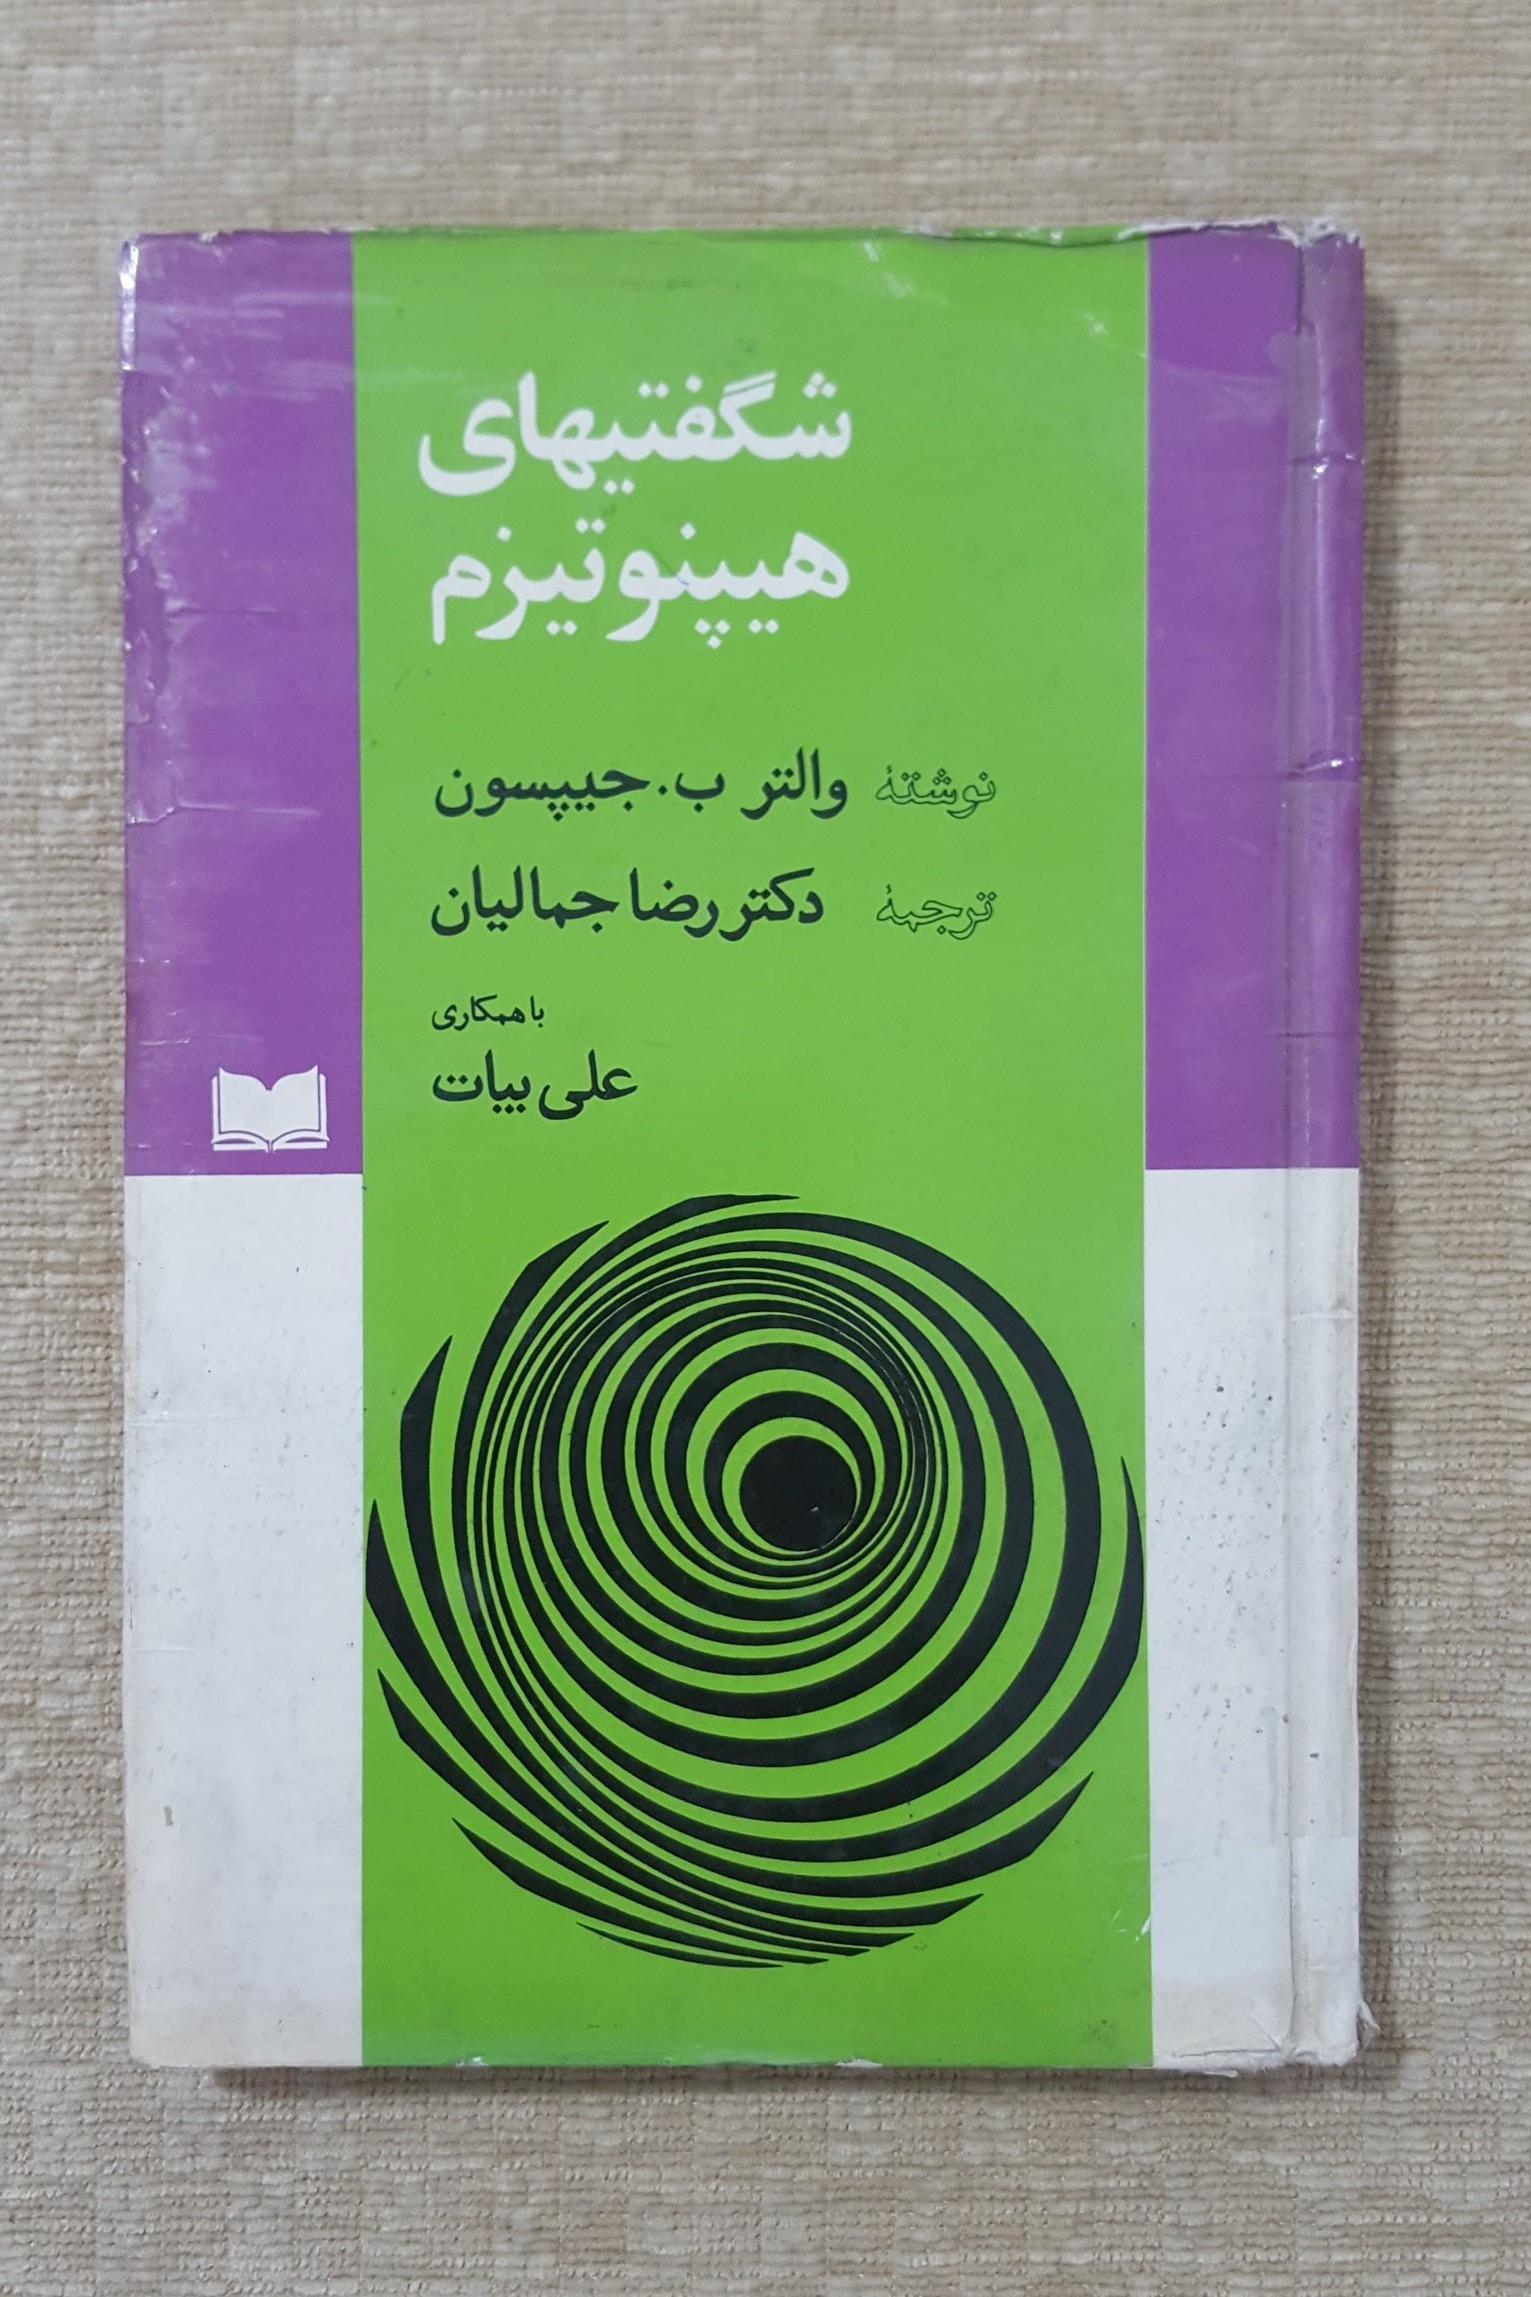 شگفتیهای
هیپنوتیزم
نوشتهٔ والتر ب. جیپسون
ترجمهٔ دکتر رضا جمالیان
با همکاری
علی بیات